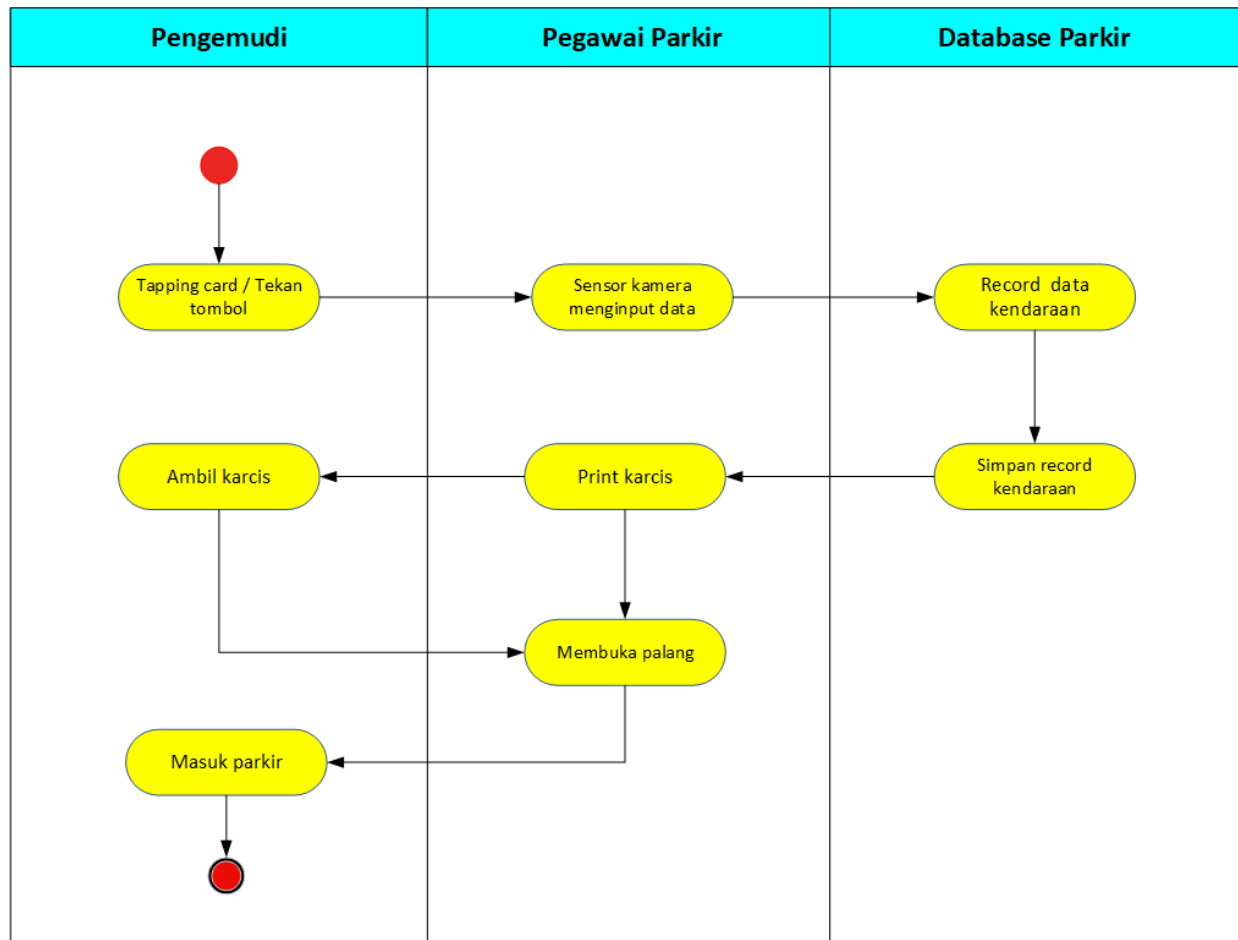 Pengemudi
Pegawai Parkir
Database Parkir
Tapping card / Tekan
tombol
Sensor kamera
menginput data
Record data
kendaraan
Ambil karcis
Print karcis
Simpan record
kendaraan
Membuka palang
Masuk parkir